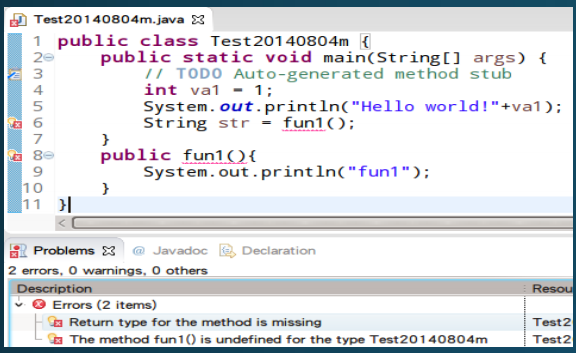 Test20140804m.java
1 public class Test20140804m {
2 public static void main(String[] args) {
3 // TODO Auto-generated method stub
4 int va1 = 1;
5 System.out.println("Hello world!"+va1);
6 String str = fun1();
7 }
8 public fun1(){
9 System.out.println("fun1");
10 }
11 }
Problems @ Javadoc Declaration
2 errors, 0 warnings, 0 others
Description Resou
Errors (2 items)
Return type for the method is missing Test2
The method fun1() is undefined for the type Test20140804m Test2